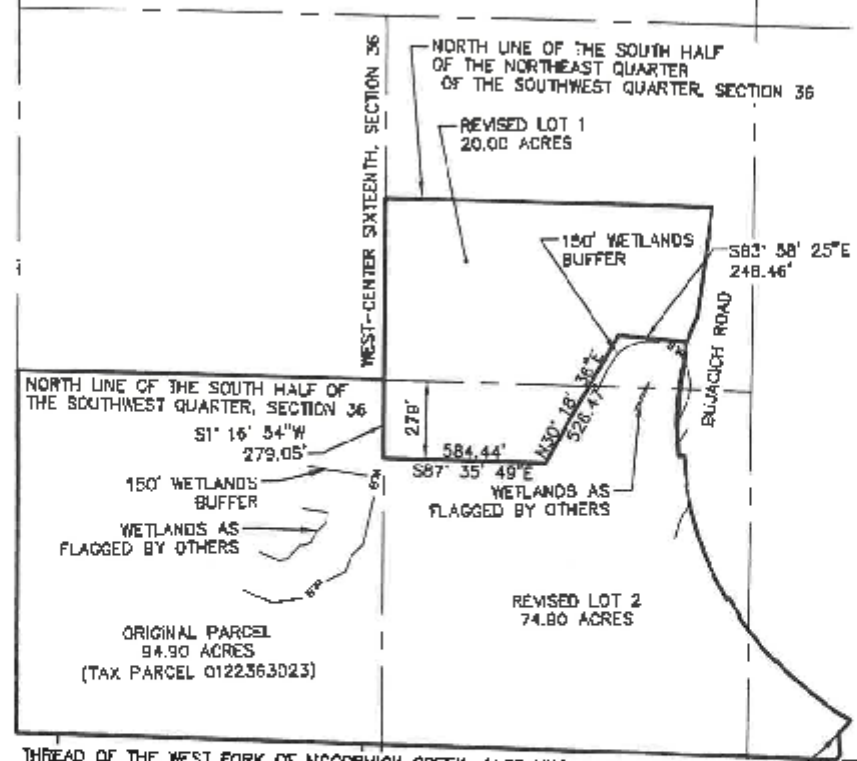 NORTH LINE OF THE SOUTH HALF
OF THE NORTHEAST QUARTER
OF THE SOUTHWEST QUARTER, SECTION 36
REVISED LOT 1
20.00 ACRES
WEST-CENTER SIXTEENTH, SECTION 36
150' WETLANDS
BUFFER
S83° 58' 25"E
248.46'
BUJACICH ROAD
NORTH LINE OF THE SOUTH HALF OF
THE SOUTHWEST QUARTER, SECTION 36
S1° 16' 54"W
279.05'
279'
584.44'
S87° 35' 49"E
N30° 18' 36"E
526.47'
150' WETLANDS
BUFFER
WETLANDS AS
FLAGGED BY OTHERS
WETLANDS AS
FLAGGED BY OTHERS
REVISED LOT 2
74.90 ACRES
ORIGINAL PARCEL
94.90 ACRES
(TAX PARCEL 0122363023)
THREAD OF THE WEST FORK OF MCCORMICK CREEK